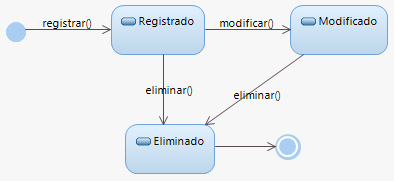 registrar()
Registrado
modificar()
Modificado
eliminar()
eliminar()
Eliminado